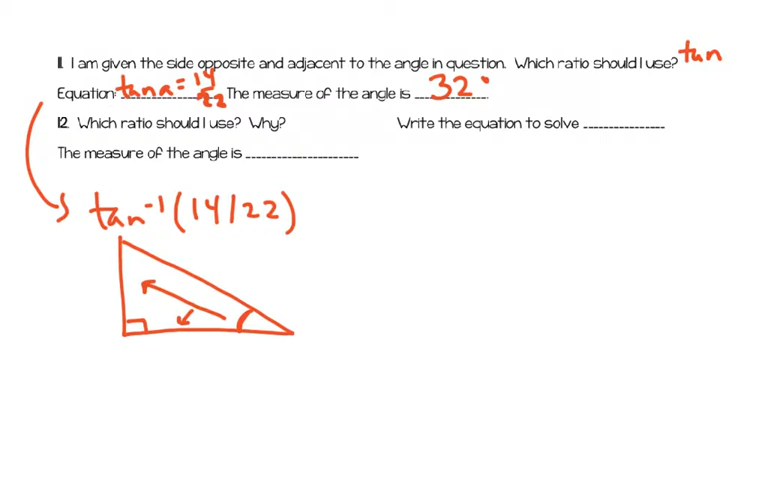 11. I am given the side opposite and adjacent to the angle in question. Which ratio should I use? tan
Equation: tan a = 14/22 The measure of the angle is 32°
12. Which ratio should I use? Why? Write the equation to solve ______________
The measure of the angle is ____________________
tan⁻¹(14/22)